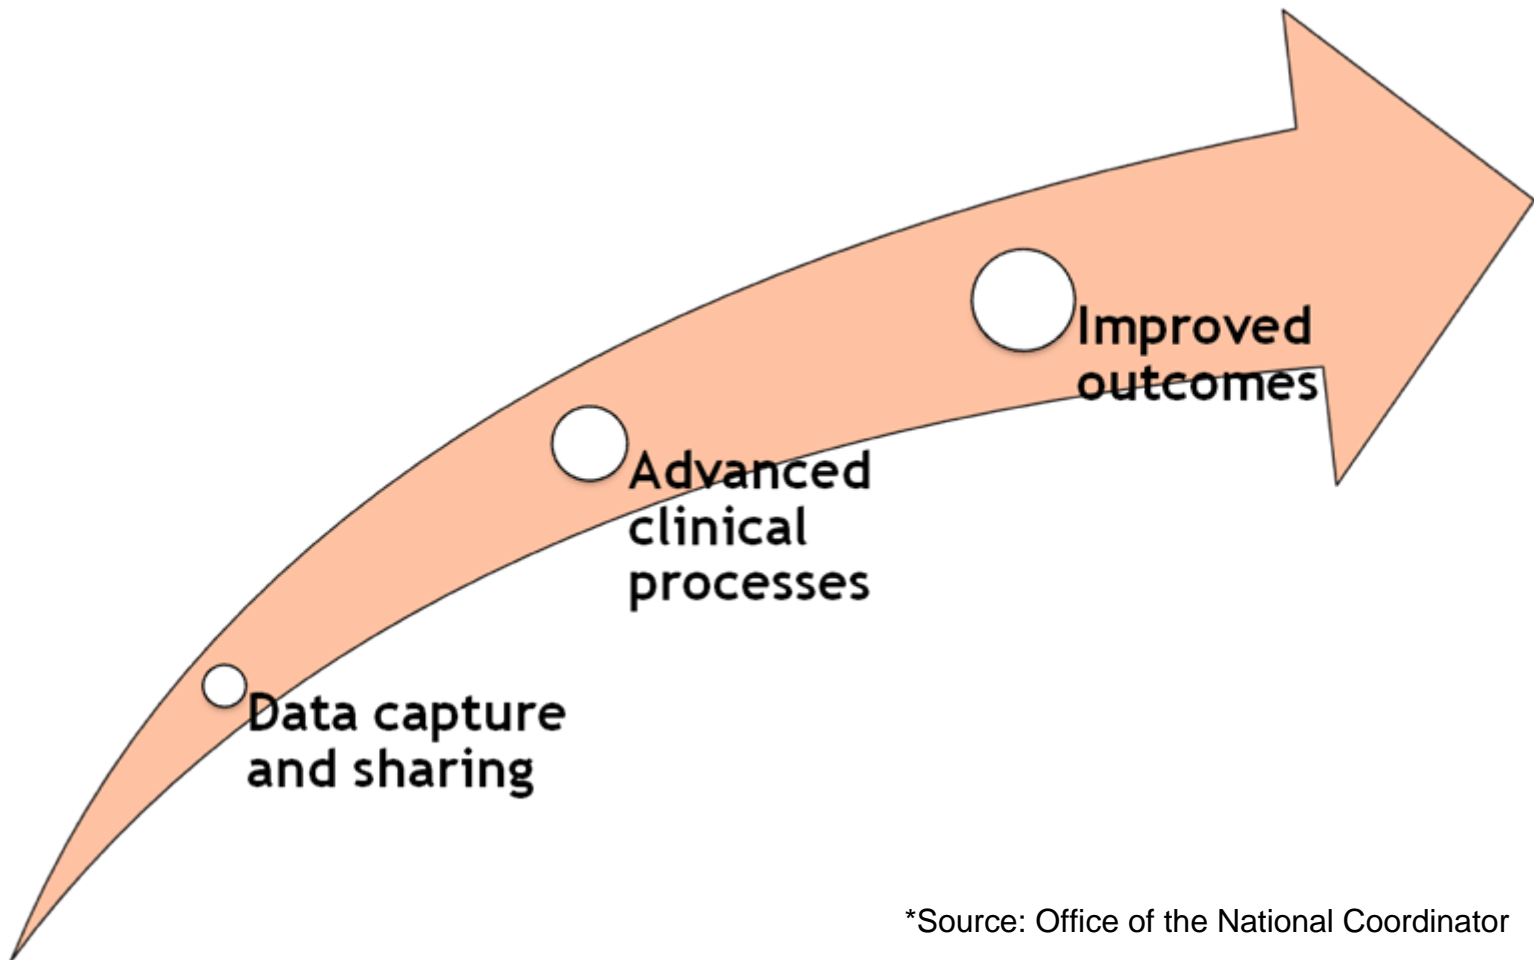 Improved
outcomes
Advanced
clinical
processes
Data capture
and sharing
*Source: Office of the National Coordinator